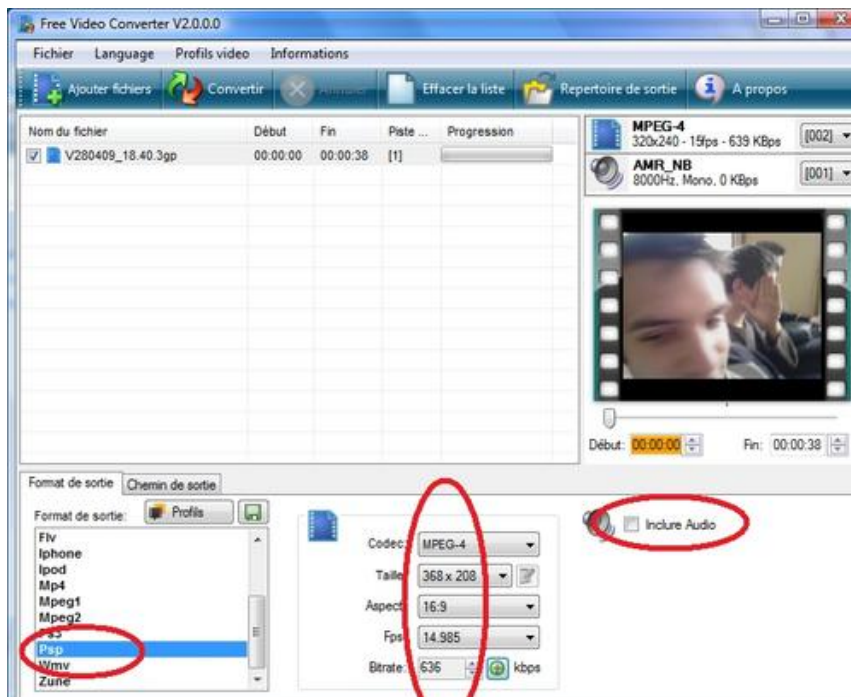 Free Video Converter V2.0.0.0
Fichier Language Profils video Informations
Ajouter fichiers Convertir Annuler Effacer la liste Repertoire de sortie A propos
Nom du fichier Début Fin Piste ... Progression
V280409_18.40.3gp 00:00:00 00:00:38 [1]
MPEG-4 [002]
320x240 - 15fps - 639 KBps
AMR_NB [001]
8000Hz, Mono, 0 KBps
Début: 00:00:00 Fin: 00:00:38
Format de sortie Chemin de sortie
Format de sortie: Profils
Flv
Iphone
Ipod
Mp4
Mpeg1
Mpeg2
Ps3
Psp
Wmv
Zune
Codec: MPEG-4
Taille: 368 x 208
Aspect: 16:9
Fps: 14.985
Bitrate: 636 kbps
Inclure Audio